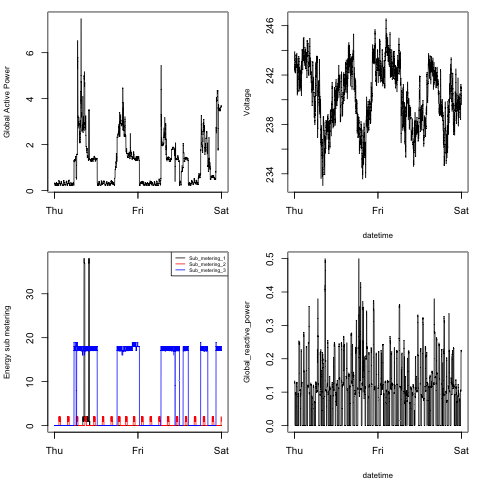 Global Active Power
6
4
2
0
Thu
Fri
Sat
Voltage
246
242
238
234
Thu
Fri
Sat
datetime
Energy sub metering
30
20
10
0
Sub_metering_1
Sub_metering_2
Sub_metering_3
Thu
Fri
Sat
Global_reactive_power
0.5
0.4
0.3
0.2
0.1
0.0
Thu
Fri
Sat
datetime